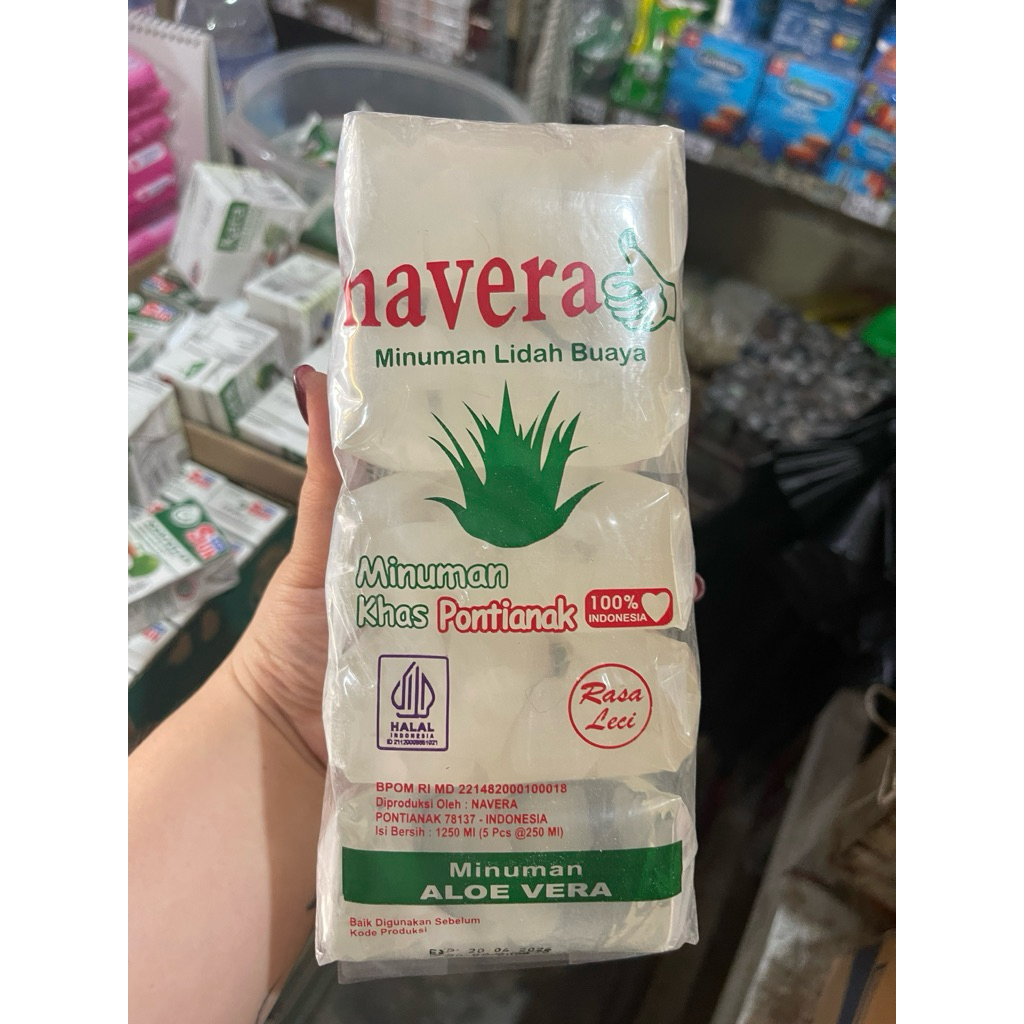 navera
Minuman Lidah Buaya
Minuman
Khas Pontianak
100%
INDONESIA
HALAL
INDONESIA
Rasa
Leci
BPOM RI MD 221482000100018
Diproduksi Oleh : NAVERA
PONTIANAK 78137 - INDONESIA
Isi Bersih : 1250 Ml (5 Pcs @250 Ml)
Minuman
ALOE VERA
Baik Digunakan Sebelum
Kode Produksi
Kara
Sun